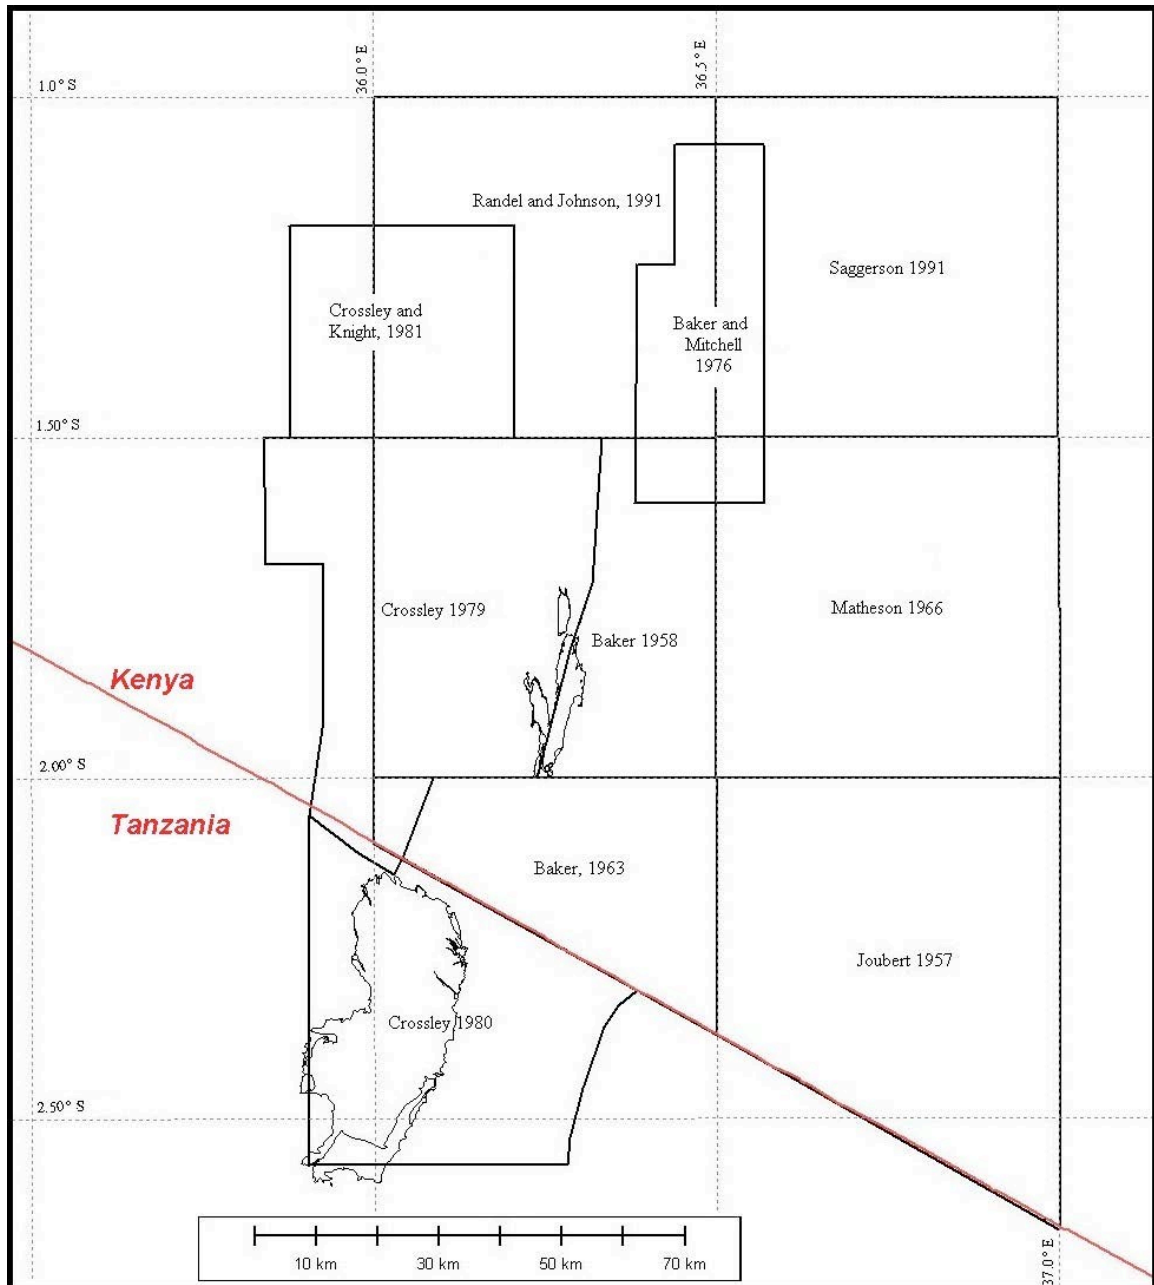 36.0° E
36.5° E
1.0° S
Randel and Johnson, 1991
Saggerson 1991
Crossley and
Knight, 1981
Baker and
Mitchell
1976
1.50° S
Crossley 1979
Baker 1958
Matheson 1966
Kenya
2.00° S
Tanzania
Baker, 1963
Joubert 1957
Crossley 1980
2.50° S
10 km
30 km
50 km
70 km
37.0° E